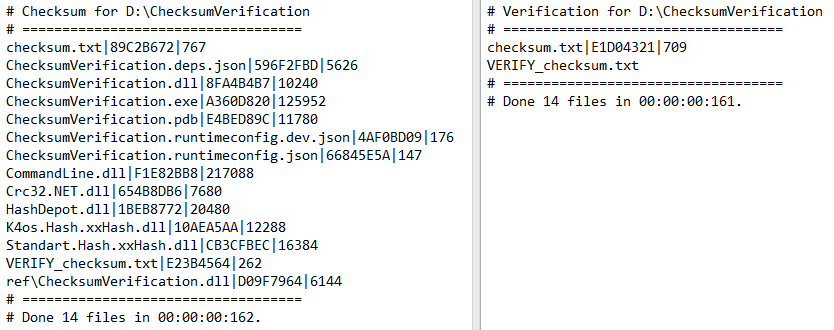 # Checksum for D:\ChecksumVerification
# ===================================
checksum.txt|89C2B672|767
ChecksumVerification.deps.json|596F2FBD|5626
ChecksumVerification.dll|8FA4B4B7|10240
ChecksumVerification.exe|A360D820|125952
ChecksumVerification.pdb|E4BED89C|11780
ChecksumVerification.runtimeconfig.dev.json|4AF0BD09|176
ChecksumVerification.runtimeconfig.json|66845E5A|147
CommandLine.dll|F1E82BB8|217088
Crc32.NET.dll|654B8DB6|7680
HashDepot.dll|1BEB8772|20480
K4os.Hash.xxHash.dll|10AEA5AA|12288
Standart.Hash.xxHash.dll|CB3CFBEC|16384
VERIFY_checksum.txt|E23B4564|262
ref\ChecksumVerification.dll|D09F7964|6144
# ===================================
# Done 14 files in 00:00:00:162.
# Verification for D:\ChecksumVerification
# ===================================
checksum.txt|E1D04321|709
VERIFY_checksum.txt
# ===================================
# Done 14 files in 00:00:00:161.